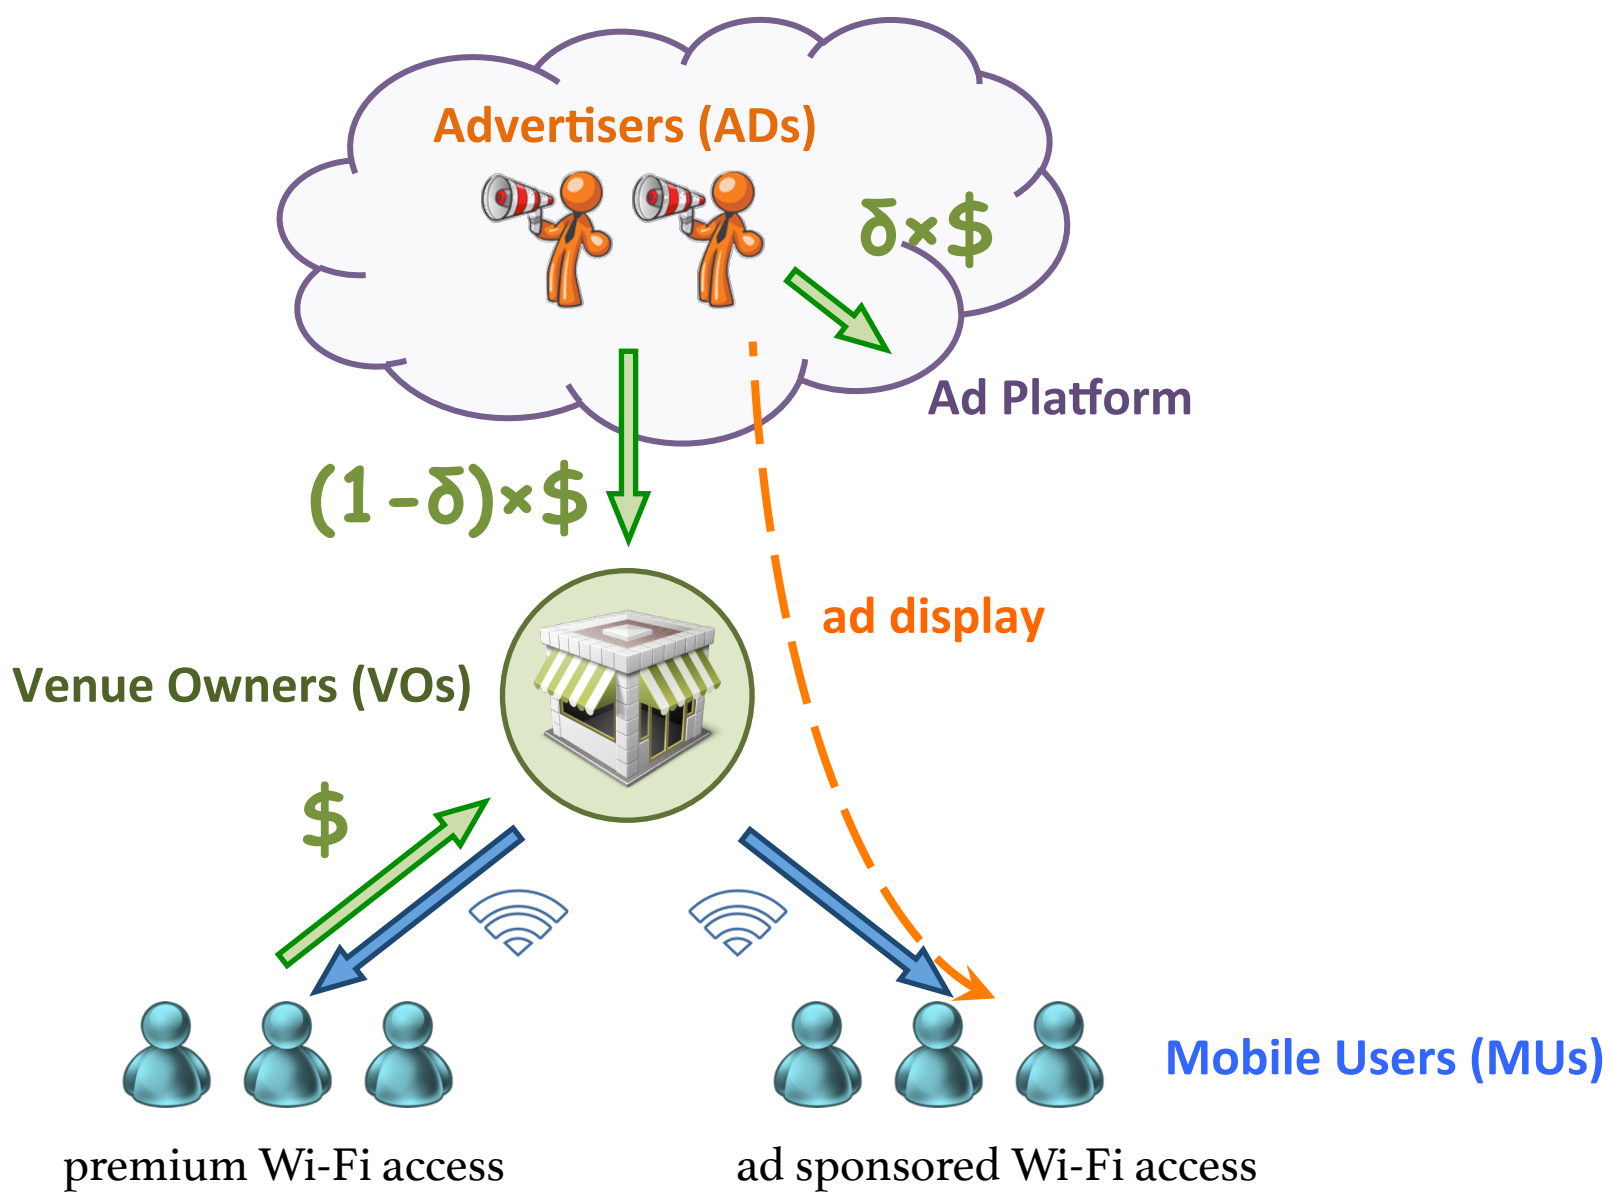 Advertisers (ADs)
δ×$
Ad Platform
(1-δ)×$
ad display
Venue Owners (VOs)
$
Mobile Users (MUs)
premium Wi-Fi access
ad sponsored Wi-Fi access